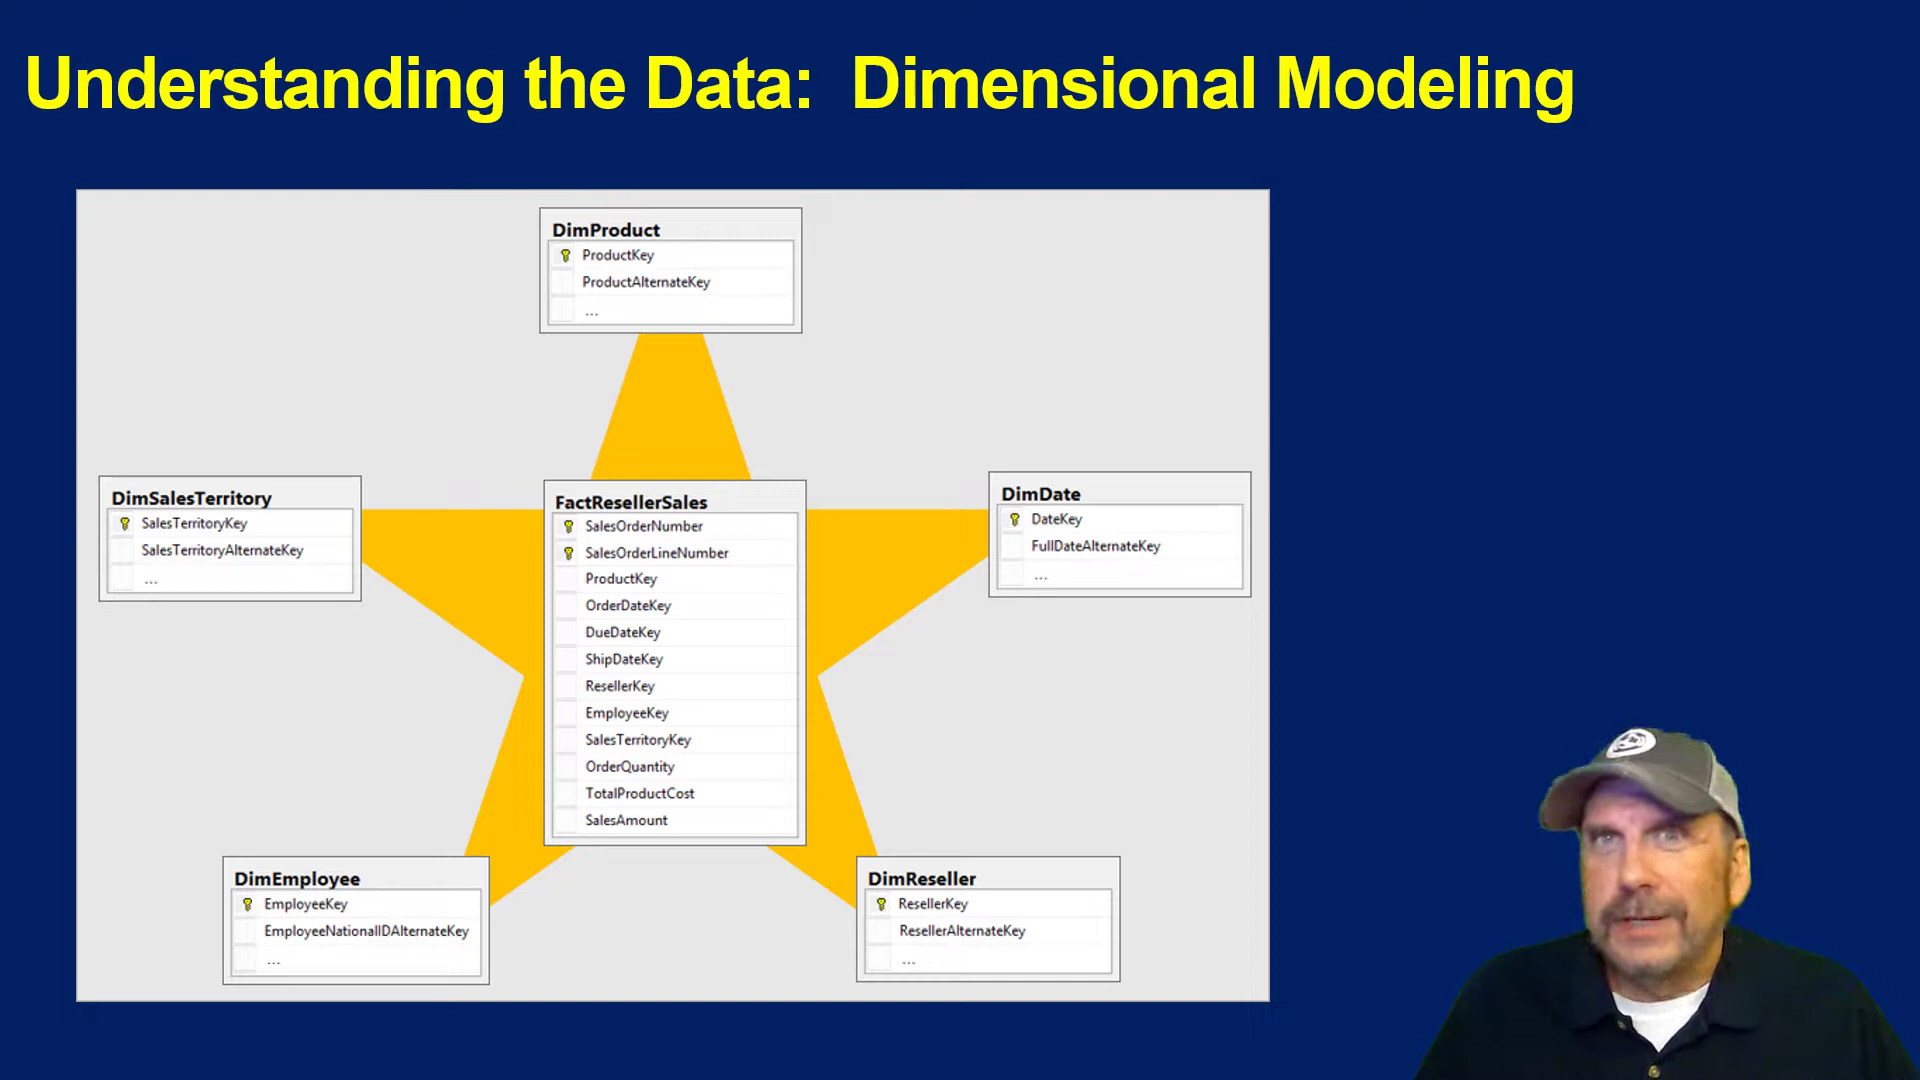 Understanding the Data:  Dimensional Modeling
DimProduct
ProductKey
ProductAlternateKey
...
DimSalesTerritory
SalesTerritoryKey
SalesTerritoryAlternateKey
...
FactResellerSales
SalesOrderNumber
SalesOrderLineNumber
ProductKey
OrderDateKey
DueDateKey
ShipDateKey
ResellerKey
EmployeeKey
SalesTerritoryKey
OrderQuantity
TotalProductCost
SalesAmount
DimDate
DateKey
FullDateAlternateKey
...
DimEmployee
EmployeeKey
EmployeeNationalIDAlternateKey
...
DimReseller
ResellerKey
ResellerAlternateKey
...